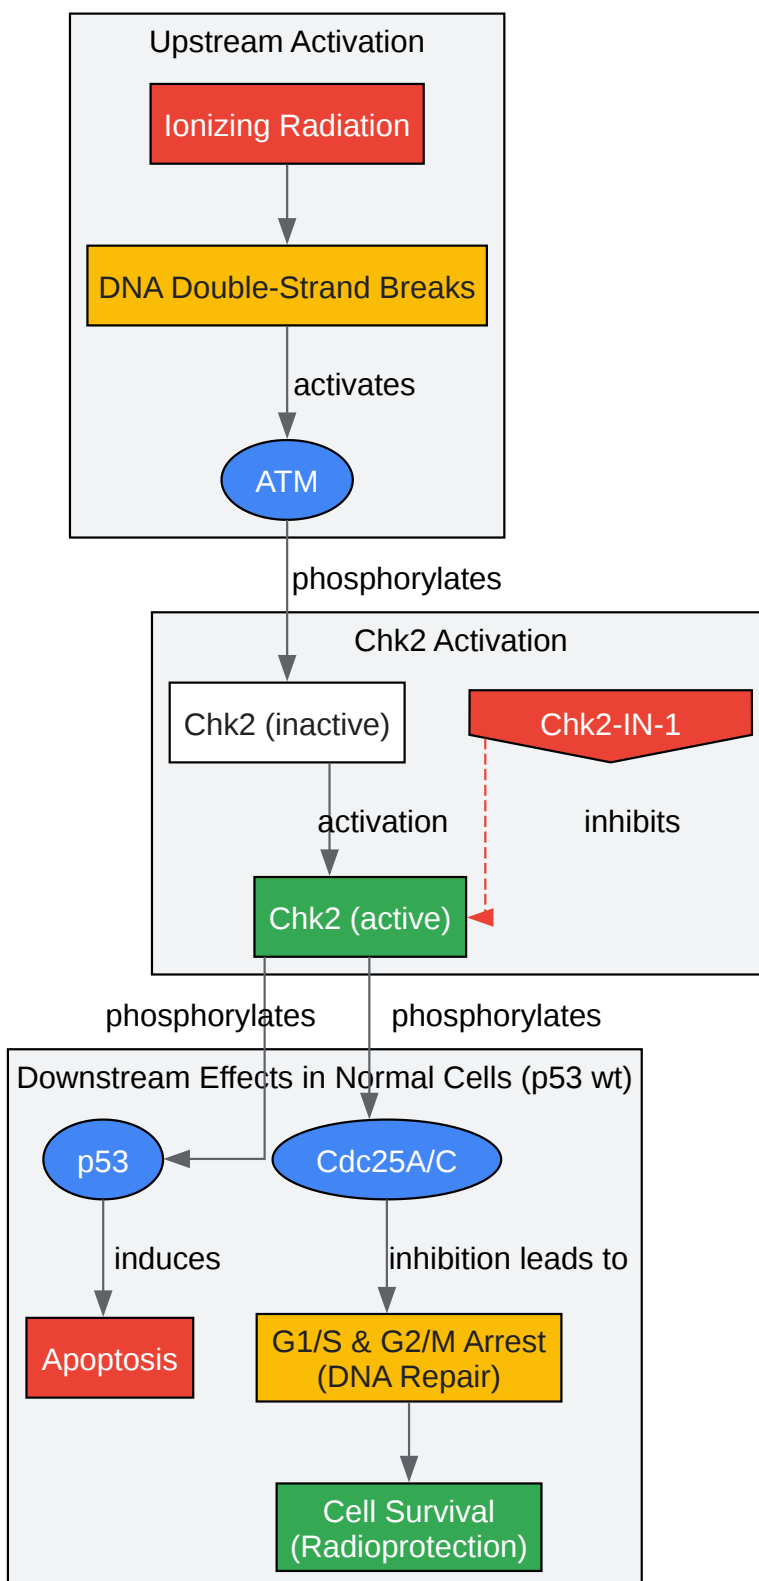 Upstream Activation
Ionizing Radiation
DNA Double-Strand Breaks
activates
ATM
phosphorylates
Chk2 Activation
Chk2 (inactive)
Chk2-IN-1
activation
inhibits
Chk2 (active)
phosphorylates
phosphorylates
Downstream Effects in Normal Cells (p53 wt)
p53
Cdc25A/C
induces
inhibition leads to
Apoptosis
G1/S & G2/M Arrest
(DNA Repair)
Cell Survival
(Radioprotection)